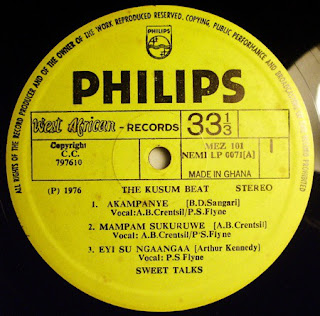 ALL RIGHTS OF THE RECORD PRODUCER AND OF THE OWNER OF THE WORK REPRODUCED RESERVED. COPYING, PUBLIC PERFORMANCE AND BROADCASTING
PHILIPS
PHILIPS
West African - RECORDS
33 1/3
Copyright
C.C.
797610
MEZ 101
NEMI LP 0071[A]
1
MADE IN GHANA
(P) 1976 THE KUSUM BEAT STEREO
1. AKAMPANYE [B.D.Sangari]
Vocal:A.B.Crentsil/P.S.Flyne
2. MAMPAM SUKURUWE [A.B.Crentsil]
Vocal: A.B.Crentsil/P.S.Flyne
3. EYI SU NGAANGAA [Arthur Kennedy]
Vocal: P.S Flyne
SWEET TALKS